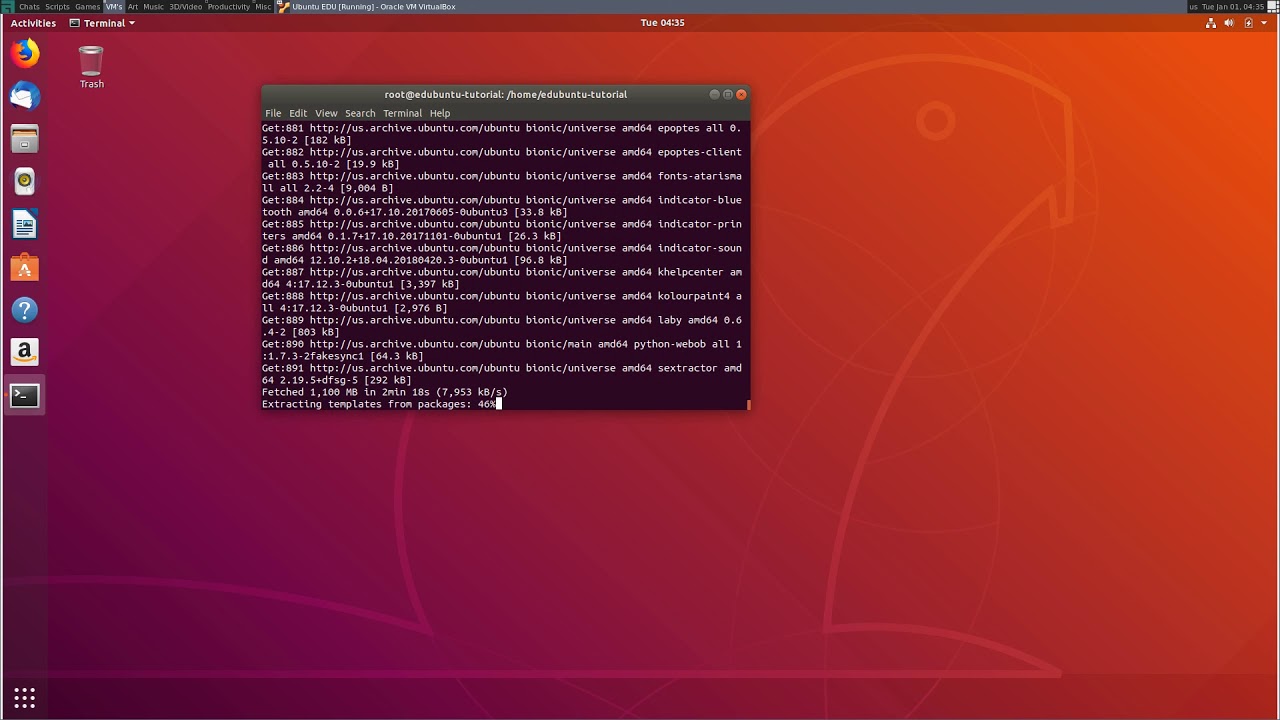 Chats Scripts Games VM's Art Music 3D/Video Productivity Misc Ubuntu EDU [Running] - Oracle VM VirtualBox us Tue Jan 01, 04:35
Activities Terminal Tue 04:35
Trash
root@edubuntu-tutorial: /home/edubuntu-tutorial
File Edit View Search Terminal Help
Get:881 http://us.archive.ubuntu.com/ubuntu bionic/universe amd64 epoptes all 0.
5.10-2 [182 kB]
Get:882 http://us.archive.ubuntu.com/ubuntu bionic/universe amd64 epoptes-client
 all 0.5.10-2 [19.9 kB]
Get:883 http://us.archive.ubuntu.com/ubuntu bionic/universe amd64 fonts-atarisma
ll all 2.2-4 [9,004 B]
Get:884 http://us.archive.ubuntu.com/ubuntu bionic/universe amd64 indicator-blue
tooth amd64 0.0.6+17.10.20170605-0ubuntu3 [33.8 kB]
Get:885 http://us.archive.ubuntu.com/ubuntu bionic/universe amd64 indicator-prin
ters amd64 0.1.7+17.10.20171101-0ubuntu1 [26.3 kB]
Get:886 http://us.archive.ubuntu.com/ubuntu bionic/universe amd64 indicator-soun
d amd64 12.10.2+18.04.20180420.3-0ubuntu1 [96.8 kB]
Get:887 http://us.archive.ubuntu.com/ubuntu bionic/universe amd64 khelpcenter am
d64 4:17.12.3-0ubuntu1 [3,397 kB]
Get:888 http://us.archive.ubuntu.com/ubuntu bionic/universe amd64 kolourpaint4 a
ll 4:17.12.3-0ubuntu1 [2,976 B]
Get:889 http://us.archive.ubuntu.com/ubuntu bionic/universe amd64 laby amd64 0.6
.4-2 [803 kB]
Get:890 http://us.archive.ubuntu.com/ubuntu bionic/main amd64 python-webob all 1
:1.7.3-2fakesync1 [64.3 kB]
Get:891 http://us.archive.ubuntu.com/ubuntu bionic/universe amd64 sextractor amd
64 2.19.5+dfsg-5 [292 kB]
Fetched 1,100 MB in 2min 18s (7,953 kB/s)
Extracting templates from packages: 46%